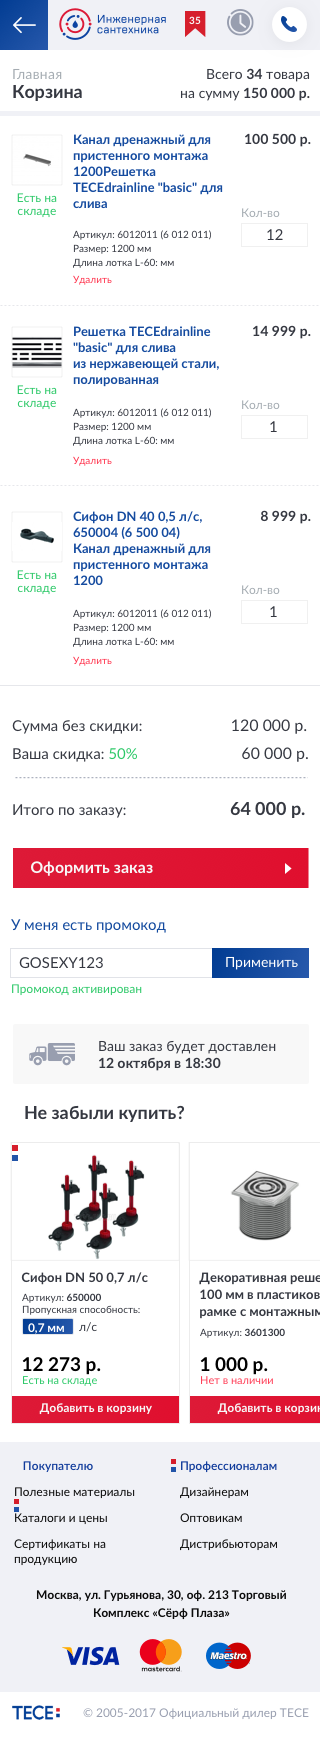 Инженерная
сантехника
35
Главная
Корзина
Всего 34 товара
на сумму 150 000 р.
Канал дренажный для
пристенного монтажа
1200Решетка
TECEdrainline "basic" для
слива
100 500 р.
Есть на
складе
Артикул: 6012011 (6 012 011)
Размер: 1200 мм
Длина лотка L-60: мм
Удалить
Кол-во
12
Решетка TECEdrainline
"basic" для слива
из нержавеющей стали,
полированная
14 999 р.
Есть на
складе
Артикул: 6012011 (6 012 011)
Размер: 1200 мм
Длина лотка L-60: мм
Удалить
Кол-во
1
Сифон DN 40 0,5 л/с,
650004 (6 500 04)
Канал дренажный для
пристенного монтажа
1200
8 999 р.
Есть на
складе
Артикул: 6012011 (6 012 011)
Размер: 1200 мм
Длина лотка L-60: мм
Удалить
Кол-во
1
Сумма без скидки: 120 000 р.
Ваша скидка: 50% 60 000 р.
Итого по заказу: 64 000 р.
Оформить заказ
У меня есть промокод
GOSEXY123 Применить
Промокод активирован
Ваш заказ будет доставлен
12 октября в 18:30
Не забыли купить?
Сифон DN 50 0,7 л/с
Артикул: 650000
Пропускная способность:
0,7 мм л/с
12 273 р.
Есть на складе
Добавить в корзину
Декоративная реше
100 мм в пластиков
рамке с монтажным
Артикул: 3601300
1 000 р.
Нет в наличии
Добавить в корзин
Покупателю
Полезные материалы
Каталоги и цены
Сертификаты на
продукцию
Профессионалам
Дизайнерам
Оптовикам
Дистрибьюторам
Москва, ул. Гурьянова, 30, оф. 213 Торговый
Комплекс «Сёрф Плаза»
VISA
mastercard
Maestro
TECE
© 2005-2017 Официальный дилер TECE